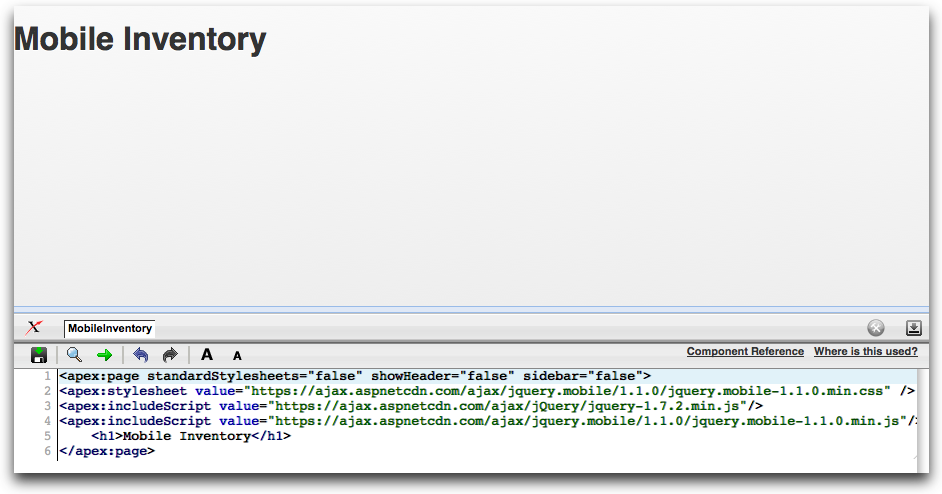 Mobile Inventory
MobileInventory
A A
Component Reference Where is this used?
1 <apex:page standardStylesheets="false" showHeader="false" sidebar="false">
2 <apex:stylesheet value="https://ajax.aspnetcdn.com/ajax/jquery.mobile/1.1.0/jquery.mobile-1.1.0.min.css" />
3 <apex:includeScript value="https://ajax.aspnetcdn.com/ajax/jQuery/jquery-1.7.2.min.js"/>
4 <apex:includeScript value="https://ajax.aspnetcdn.com/ajax/jquery.mobile/1.1.0/jquery.mobile-1.1.0.min.js"/
5 <h1>Mobile Inventory</h1>
6 </apex:page>